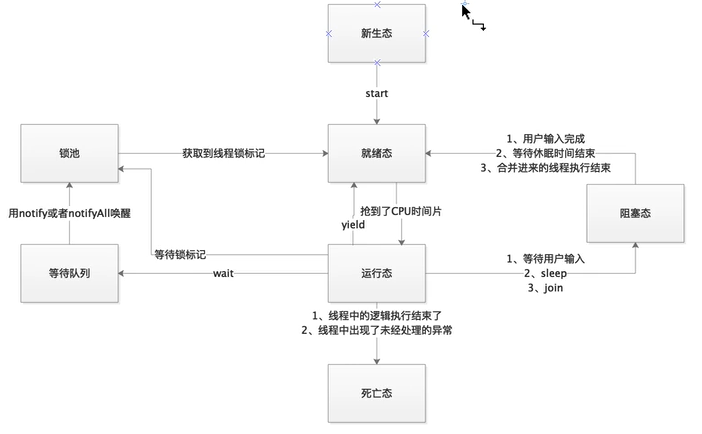 新生态
start
锁池
获取到线程锁标记
就绪态
1、用户输入完成
2、等待休眠时间结束
3、合并进来的线程执行结束
用notify或者notifyAll唤醒
抢到了CPU时间片
yield
阻塞态
等待锁标记
等待队列
wait
运行态
1、等待用户输入
2、sleep
3、join
1、线程中的逻辑执行结束了
2、线程中出现了未经处理的异常
死亡态